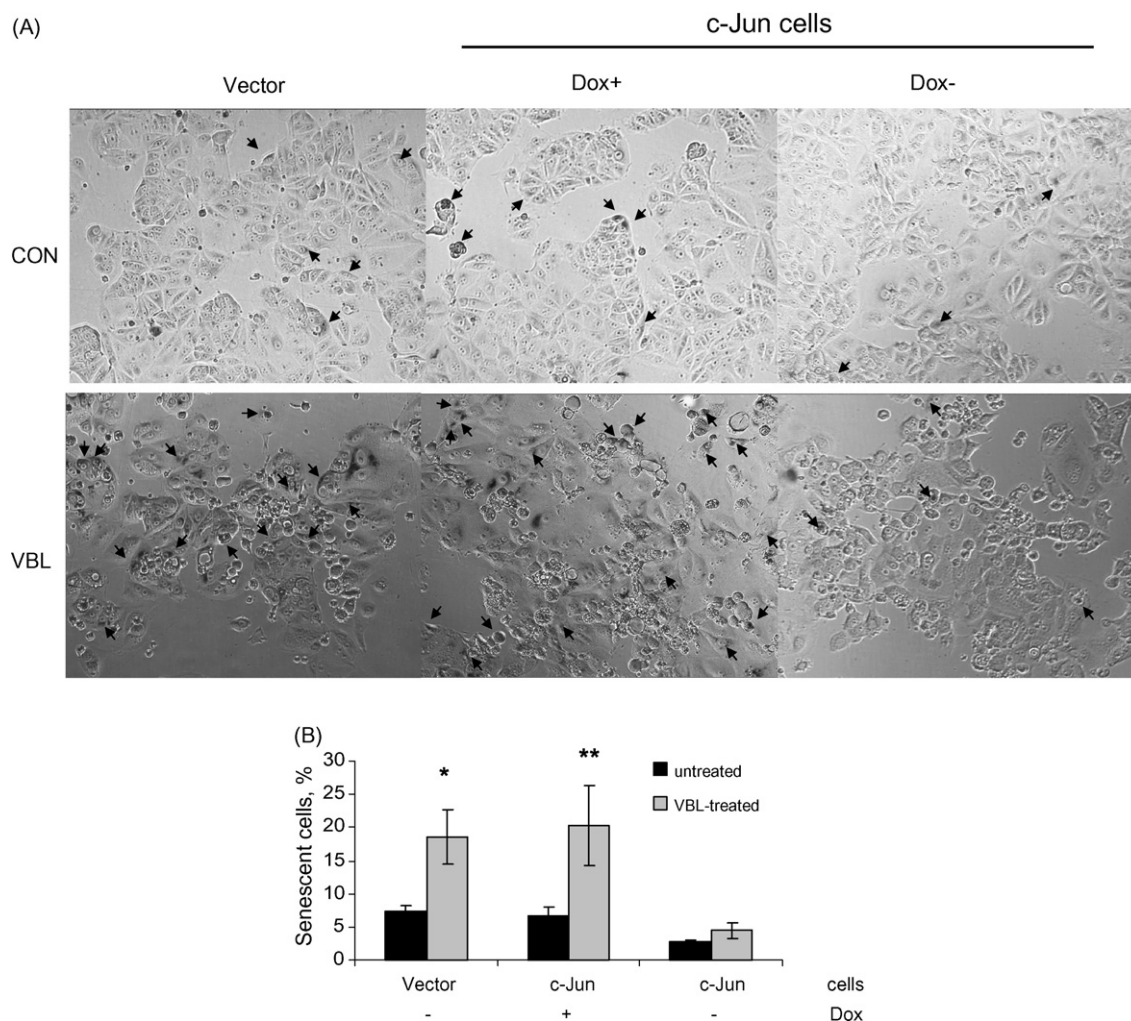 (A)
c-Jun cells
Vector Dox+ Dox-
CON
VBL
(B)
Senescent cells, %
30
25
20
15
10
5
0
* **
untreated
VBL-treated
Vector c-Jun c-Jun cells
- + - Dox